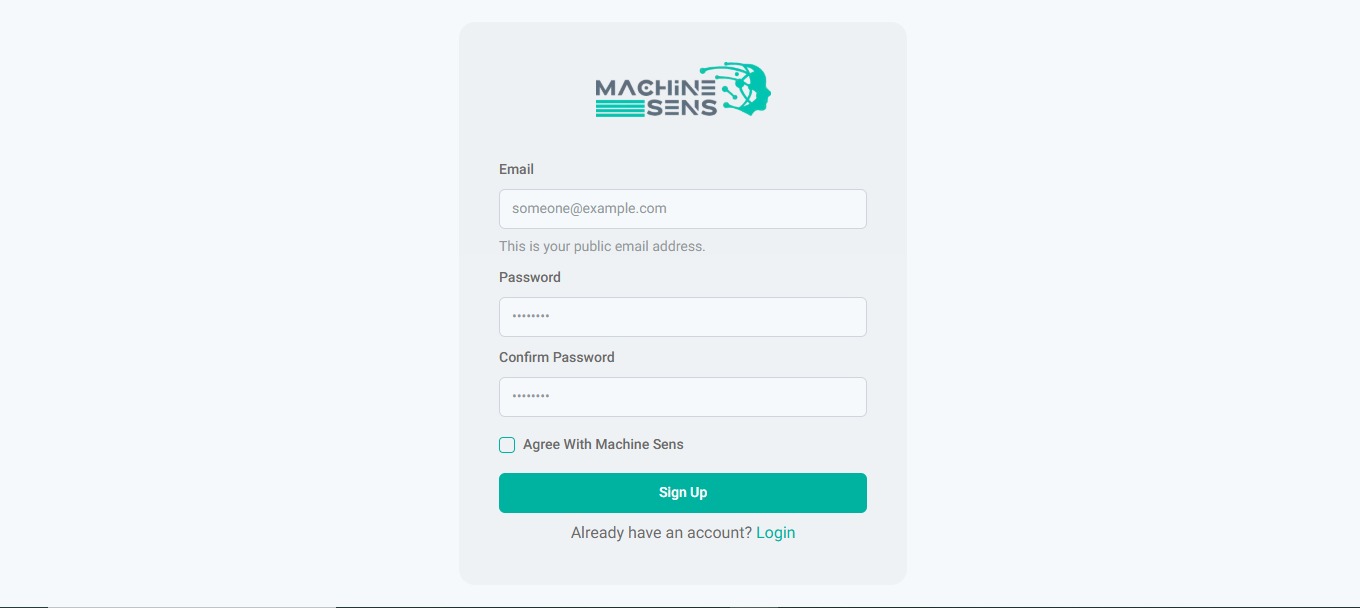 MACHINE
SENS
Email
someone@example.com
This is your public email address.
Password
••••••••
Confirm Password
••••••••
Agree With Machine Sens
Sign Up
Already have an account? Login